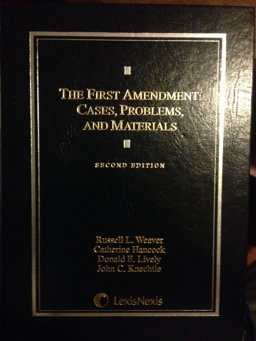 THE FIRST AMENDMENT:
CASES, PROBLEMS,
AND MATERIALS
SECOND EDITION
Russell L. Weaver
Catherine Hancock
Donald E. Lively
John C. Knechtle
LexisNexis